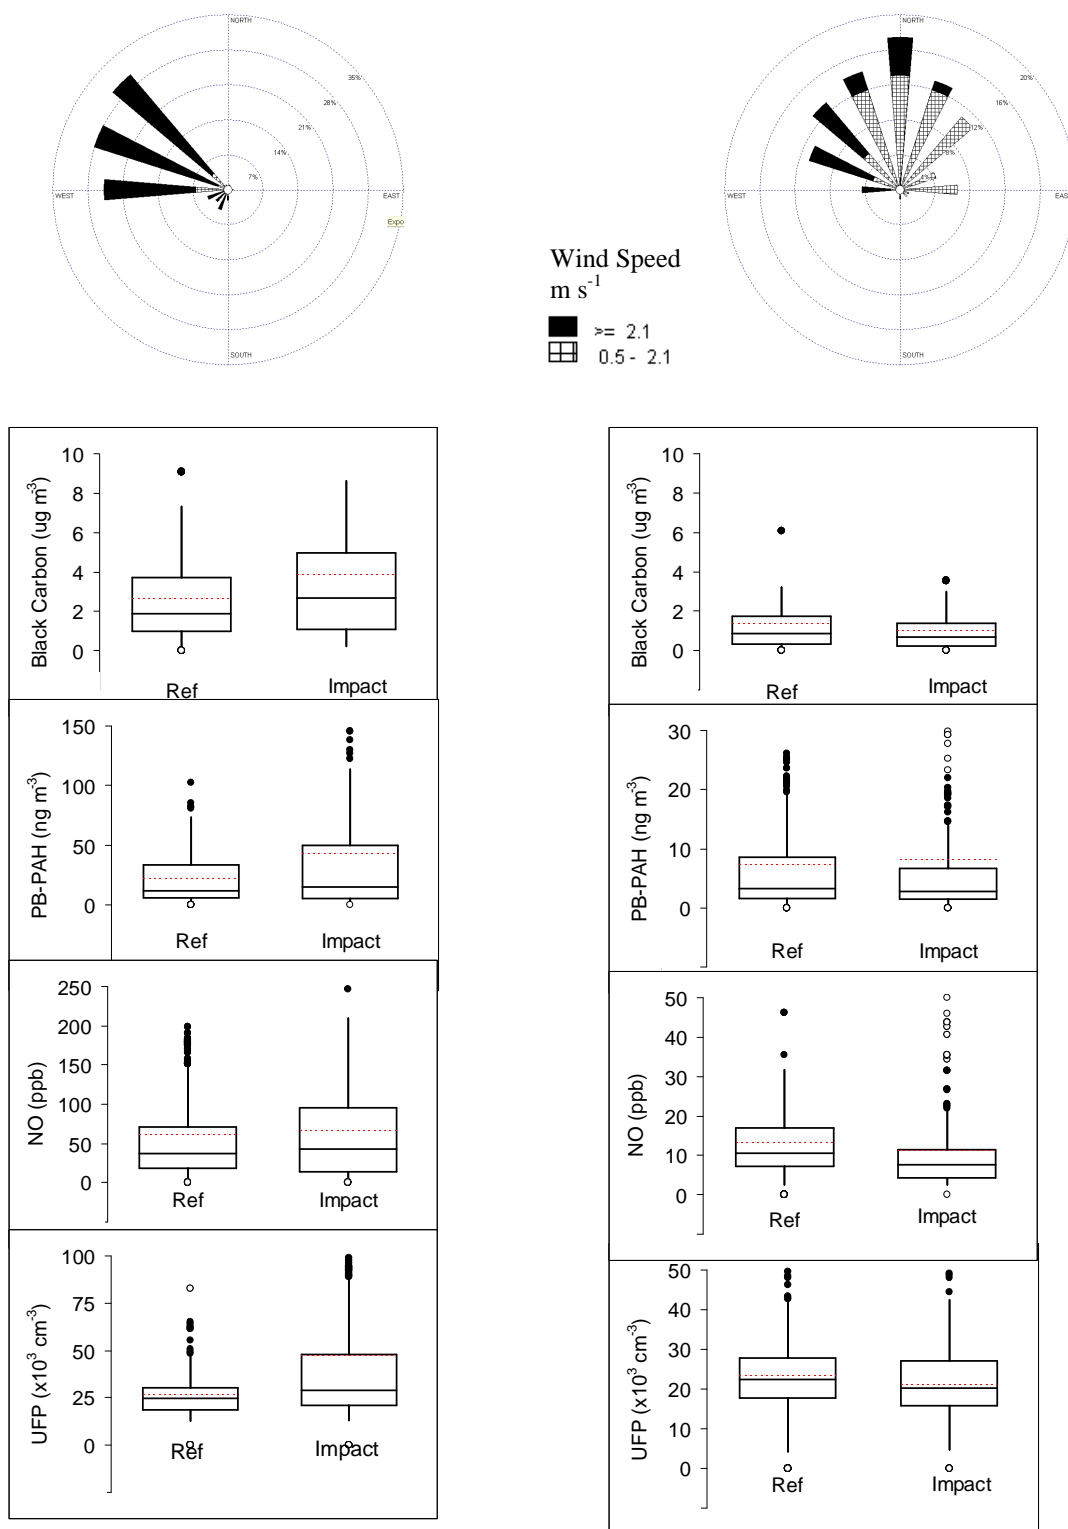 NORTH
35%
28%
21%
14%
7%
WEST
EAST
Expo
SOUTH
NORTH
20%
16%
12%
8%
4%
WEST
EAS
SOUTH
Wind Speed
m s-1
>= 2.1
0.5 - 2.1
Black Carbon (ug m-3)
10
8
6
4
2
0
Ref
Impact
Black Carbon (ug m-3)
10
8
6
4
2
0
Ref
Impact
PB-PAH (ng m-3)
150
100
50
0
Ref
Impact
PB-PAH (ng m-3)
30
20
10
0
Ref
Impact
NO (ppb)
250
200
150
100
50
0
Ref
Impact
NO (ppb)
50
40
30
20
10
0
Ref
Impact
UFP (x103 cm-3)
100
75
50
25
0
Ref
Impact
UFP (x103 cm-3)
50
40
30
20
10
0
Ref
Impact